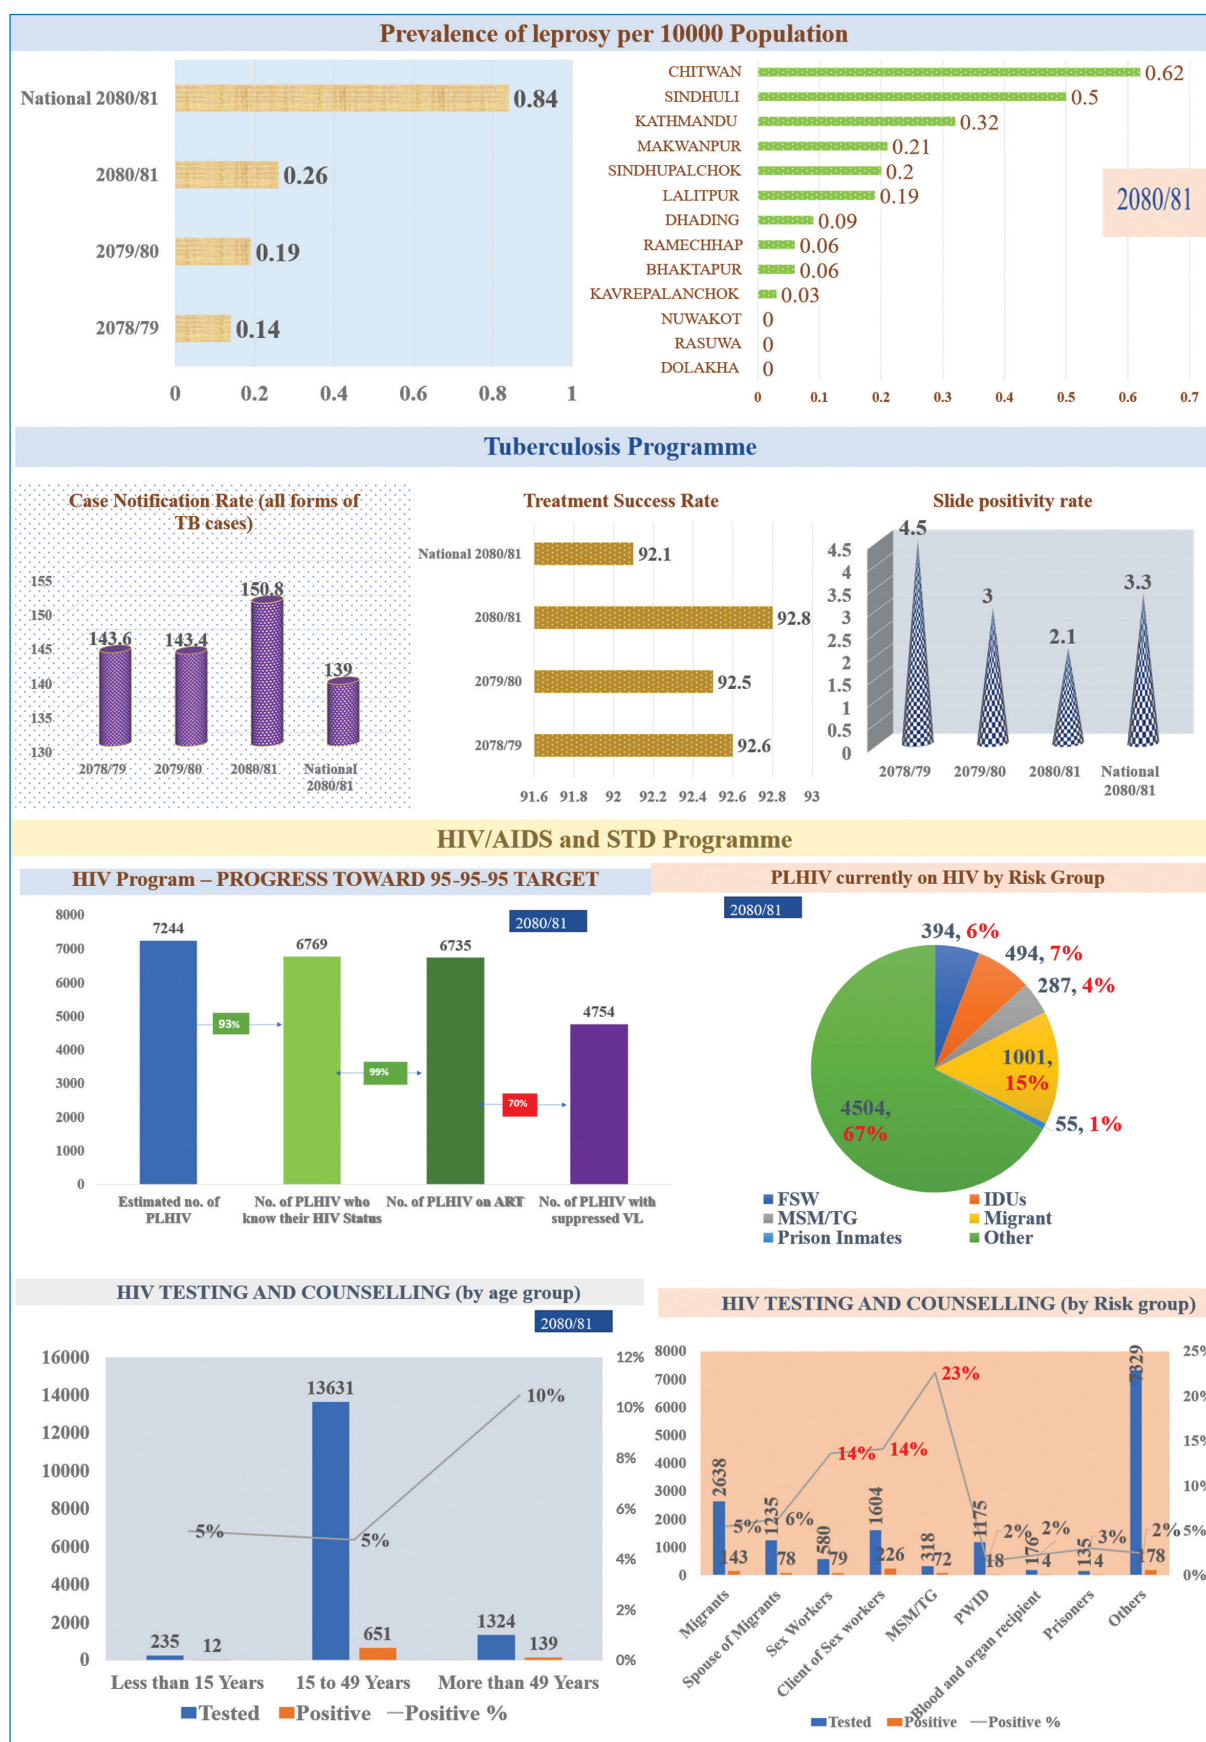 Prevalence of leprosy per 10000 Population
National 2080/81
0.84
2080/81
0.26
2079/80
0.19
2078/79
0.14
0 0.2 0.4 0.6 0.8 1
CHITWAN 0.62
SINDHULI 0.5
KATHMANDU 0.32
MAKWANPUR 0.21
SINDHUPALCHOK 0.2
LALITPUR 0.19
DHADING 0.09
RAMECHHAP 0.06
BHAKTAPUR 0.06
KAVREPALANCHOK 0.03
NUWAKOT 0
RASUWA 0
DOLAKHA 0
0 0.1 0.2 0.3 0.4 0.5 0.6 0.7
2080/81
Tuberculosis Programme
Case Notification Rate (all forms of
TB cases)
155
150
145
140
135
130
143.6
143.4
150.8
139
2078/79 2079/80 2080/81 National
2080/81
Treatment Success Rate
National 2080/81 92.1
2080/81 92.8
2079/80 92.5
2078/79 92.6
91.6 91.8 92 92.2 92.4 92.6 92.8 93
Slide positivity rate
4.5
4
3.5
3
2.5
2
1.5
1
0.5
0
4.5
3
2.1
3.3
2078/79 2079/80 2080/81 National
2080/81
HIV/AIDS and STD Programme
HIV Program – PROGRESS TOWARD 95-95-95 TARGET
2080/81
8000
7000
6000
5000
4000
3000
2000
1000
0
7244
6769
6735
4754
93%
99%
70%
Estimated no. of
PLHIV
No. of PLHIV who
know their HIV Status
No. of PLHIV on ART
No. of PLHIV with
suppressed VL
PLHIV currently on HIV by Risk Group
2080/81
394, 6%
494, 7%
287, 4%
1001,
15%
55, 1%
4504,
67%
FSW IDUs
MSM/TG Migrant
Prison Inmates Other
HIV TESTING AND COUNSELLING (by age group)
2080/81
16000
14000
12000
10000
8000
6000
4000
2000
0
12%
10%
8%
6%
4%
2%
0%
235
12
13631
651
1324
139
5%
5%
10%
Less than 15 Years 15 to 49 Years More than 49 Years
Tested Positive Positive %
HIV TESTING AND COUNSELLING (by Risk group)
8000
7000
6000
5000
4000
3000
2000
1000
0
25%
20%
15%
10%
5%
0%
2638
143
1235
78
580
79
1604
226
318
72
1175
18
176
4
135
4
7329
178
5%
6%
14%
14%
23%
2%
2%
3%
2%
Migrants
Spouse of Migrants
Sex Workers
Client of Sex workers
MSM/TG
PWID
Blood and organ recipient
Prisoners
Others
Tested Positive Positive %